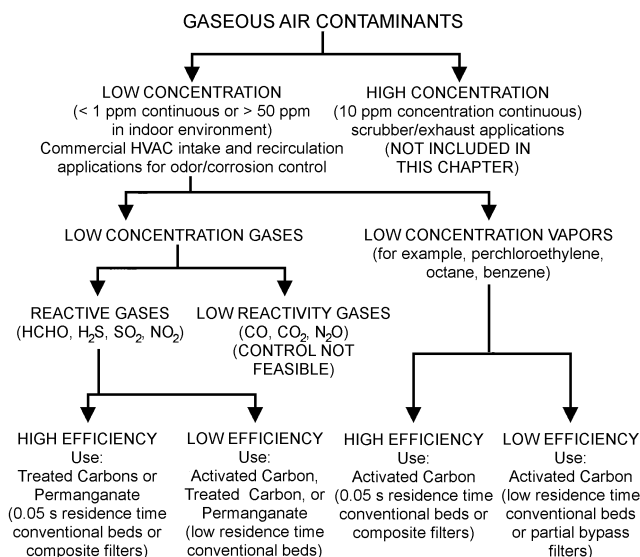 GASEOUS AIR CONTAMINANTS
LOW CONCENTRATION
(< 1 ppm continuous or > 50 ppm
in indoor environment)
Commercial HVAC intake and recirculation
applications for odor/corrosion control
HIGH CONCENTRATION
(10 ppm concentration continuous)
scrubber/exhaust applications
(NOT INCLUDED IN
THIS CHAPTER)
LOW CONCENTRATION GASES
LOW CONCENTRATION VAPORS
(for example, perchloroethylene,
octane, benzene)
REACTIVE GASES
(HCHO, H₂S, SO₂, NO₂)
LOW REACTIVITY GASES
(CO, CO₂, N₂O)
(CONTROL NOT
FEASIBLE)
HIGH EFFICIENCY
Use:
Treated Carbons or
Permanganate
(0.05 s residence time
conventional beds or
composite filters)
LOW EFFICIENCY
Use:
Activated Carbon,
Treated Carbon, or
Permanganate
(low residence time
conventional beds)
HIGH EFFICIENCY
Use:
Activated Carbon
(0.05 s residence time
conventional beds or
composite filters)
LOW EFFICIENCY
Use:
Activated Carbon
(low residence time
conventional beds
or partial bypass
filters)